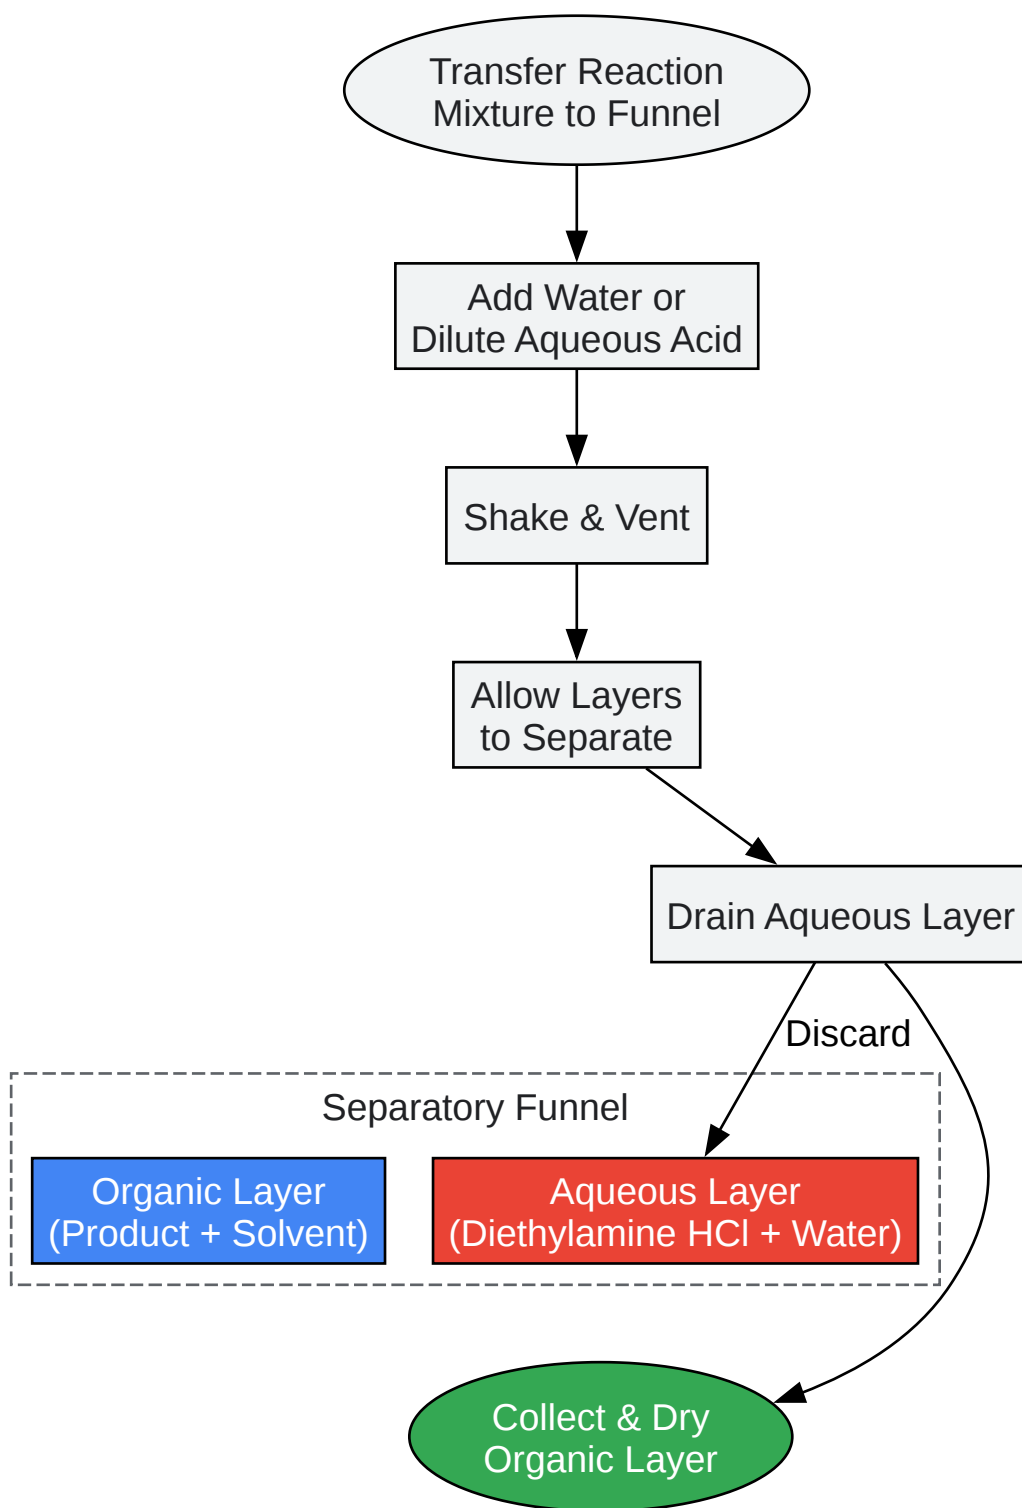 Transfer Reaction
Mixture to Funnel
Add Water or
Dilute Aqueous Acid
Shake & Vent
Allow Layers
to Separate
Drain Aqueous Layer
Discard
Separatory Funnel
Organic Layer
(Product + Solvent)
Aqueous Layer
(Diethylamine HCl + Water)
Collect & Dry
Organic Layer